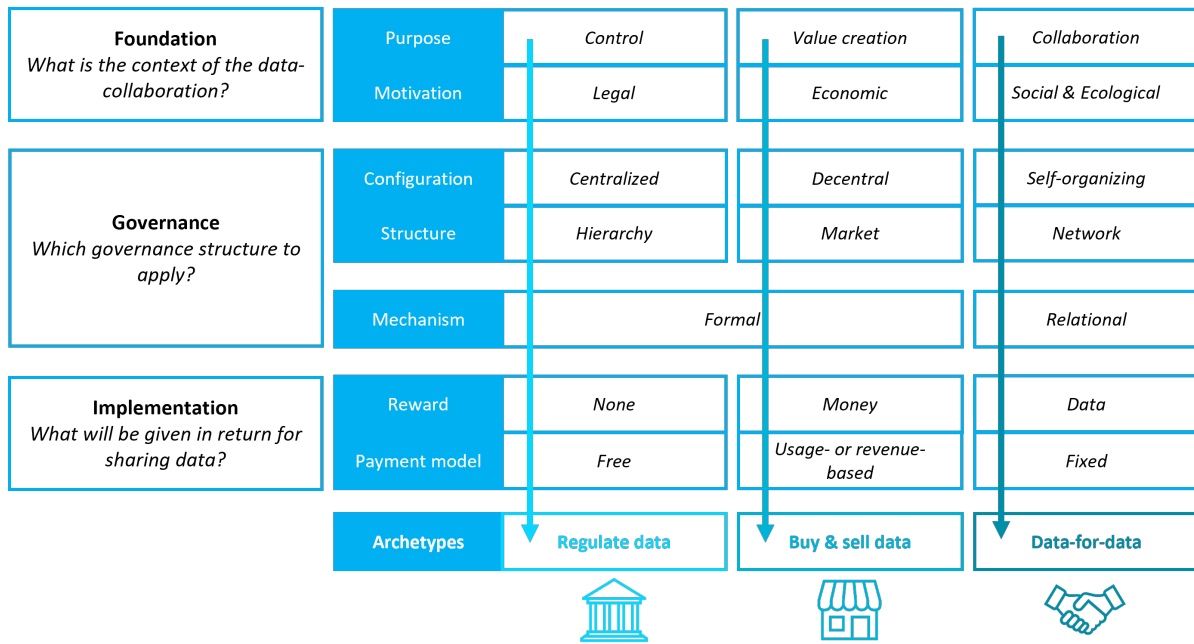 Foundation
What is the context of the data-
collaboration?
Purpose
Control
Value creation
Collaboration
Motivation
Legal
Economic
Social & Ecological
Governance
Which governance structure to
apply?
Configuration
Centralized
Decentral
Self-organizing
Structure
Hierarchy
Market
Network
Mechanism
Formal
Relational
Implementation
What will be given in return for
sharing data?
Reward
None
Money
Data
Payment model
Free
Usage- or revenue-
based
Fixed
Archetypes
Regulate data
Buy & sell data
Data-for-data